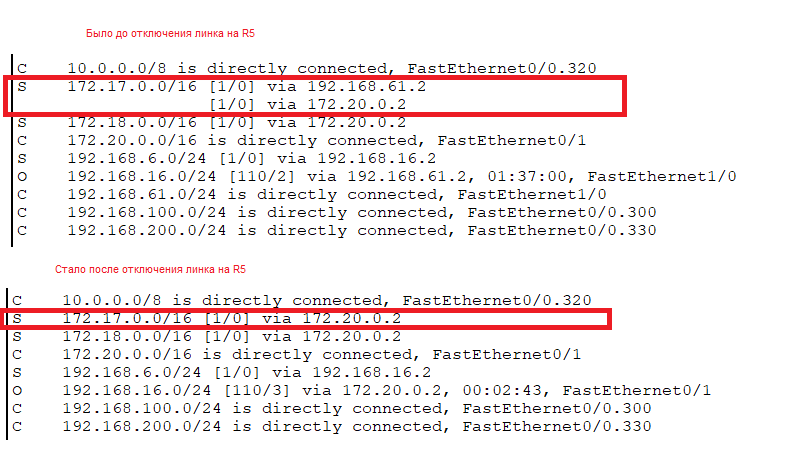 Было до отключения линка на R5
C 10.0.0.0/8 is directly connected, FastEthernet0/0.320
S 172.17.0.0/16 [1/0] via 192.168.61.2
[1/0] via 172.20.0.2
S 172.18.0.0/16 [1/0] via 172.20.0.2
C 172.20.0.0/16 is directly connected, FastEthernet0/1
S 192.168.6.0/24 [1/0] via 192.168.16.2
O 192.168.16.0/24 [110/2] via 192.168.61.2, 01:37:00, FastEthernet1/0
C 192.168.61.0/24 is directly connected, FastEthernet1/0
C 192.168.100.0/24 is directly connected, FastEthernet0/0.300
C 192.168.200.0/24 is directly connected, FastEthernet0/0.330
Стало после отключения линка на R5
C 10.0.0.0/8 is directly connected, FastEthernet0/0.320
S 172.17.0.0/16 [1/0] via 172.20.0.2
S 172.18.0.0/16 [1/0] via 172.20.0.2
C 172.20.0.0/16 is directly connected, FastEthernet0/1
S 192.168.6.0/24 [1/0] via 192.168.16.2
O 192.168.16.0/24 [110/3] via 172.20.0.2, 00:02:43, FastEthernet0/1
C 192.168.100.0/24 is directly connected, FastEthernet0/0.300
C 192.168.200.0/24 is directly connected, FastEthernet0/0.330